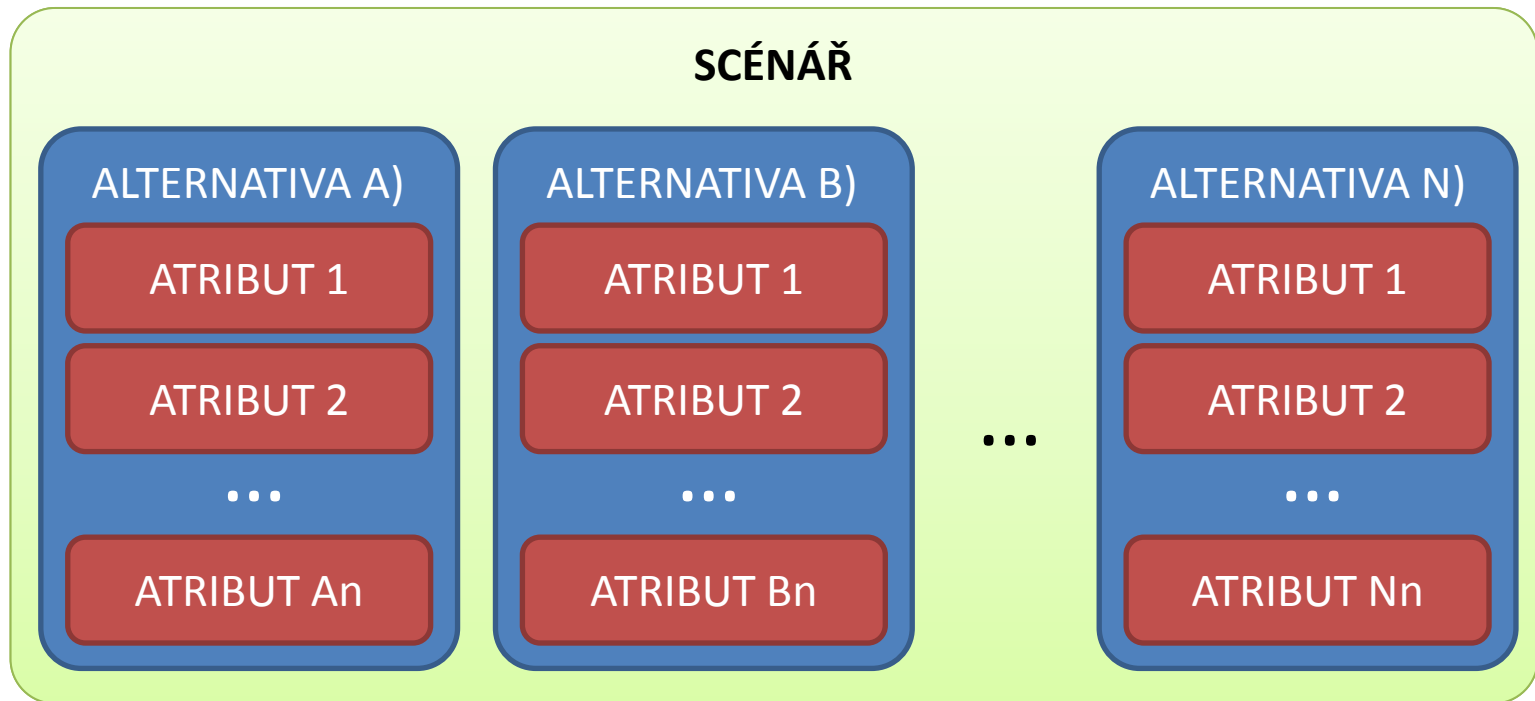 SCÉNÁŘ
ALTERNATIVA A)
ATRIBUT 1
ATRIBUT 2
...
ATRIBUT An
ALTERNATIVA B)
ATRIBUT 1
ATRIBUT 2
...
ATRIBUT Bn
...
ALTERNATIVA N)
ATRIBUT 1
ATRIBUT 2
...
ATRIBUT Nn